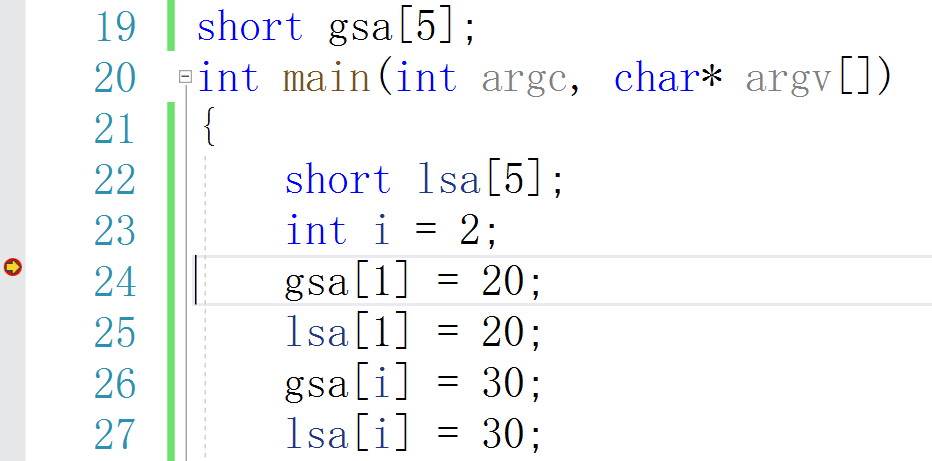 19 short gsa[5];
20 int main(int argc, char* argv[])
21 {
22 short lsa[5];
23 int i = 2;
24 gsa[1] = 20;
25 lsa[1] = 20;
26 gsa[i] = 30;
27 lsa[i] = 30;